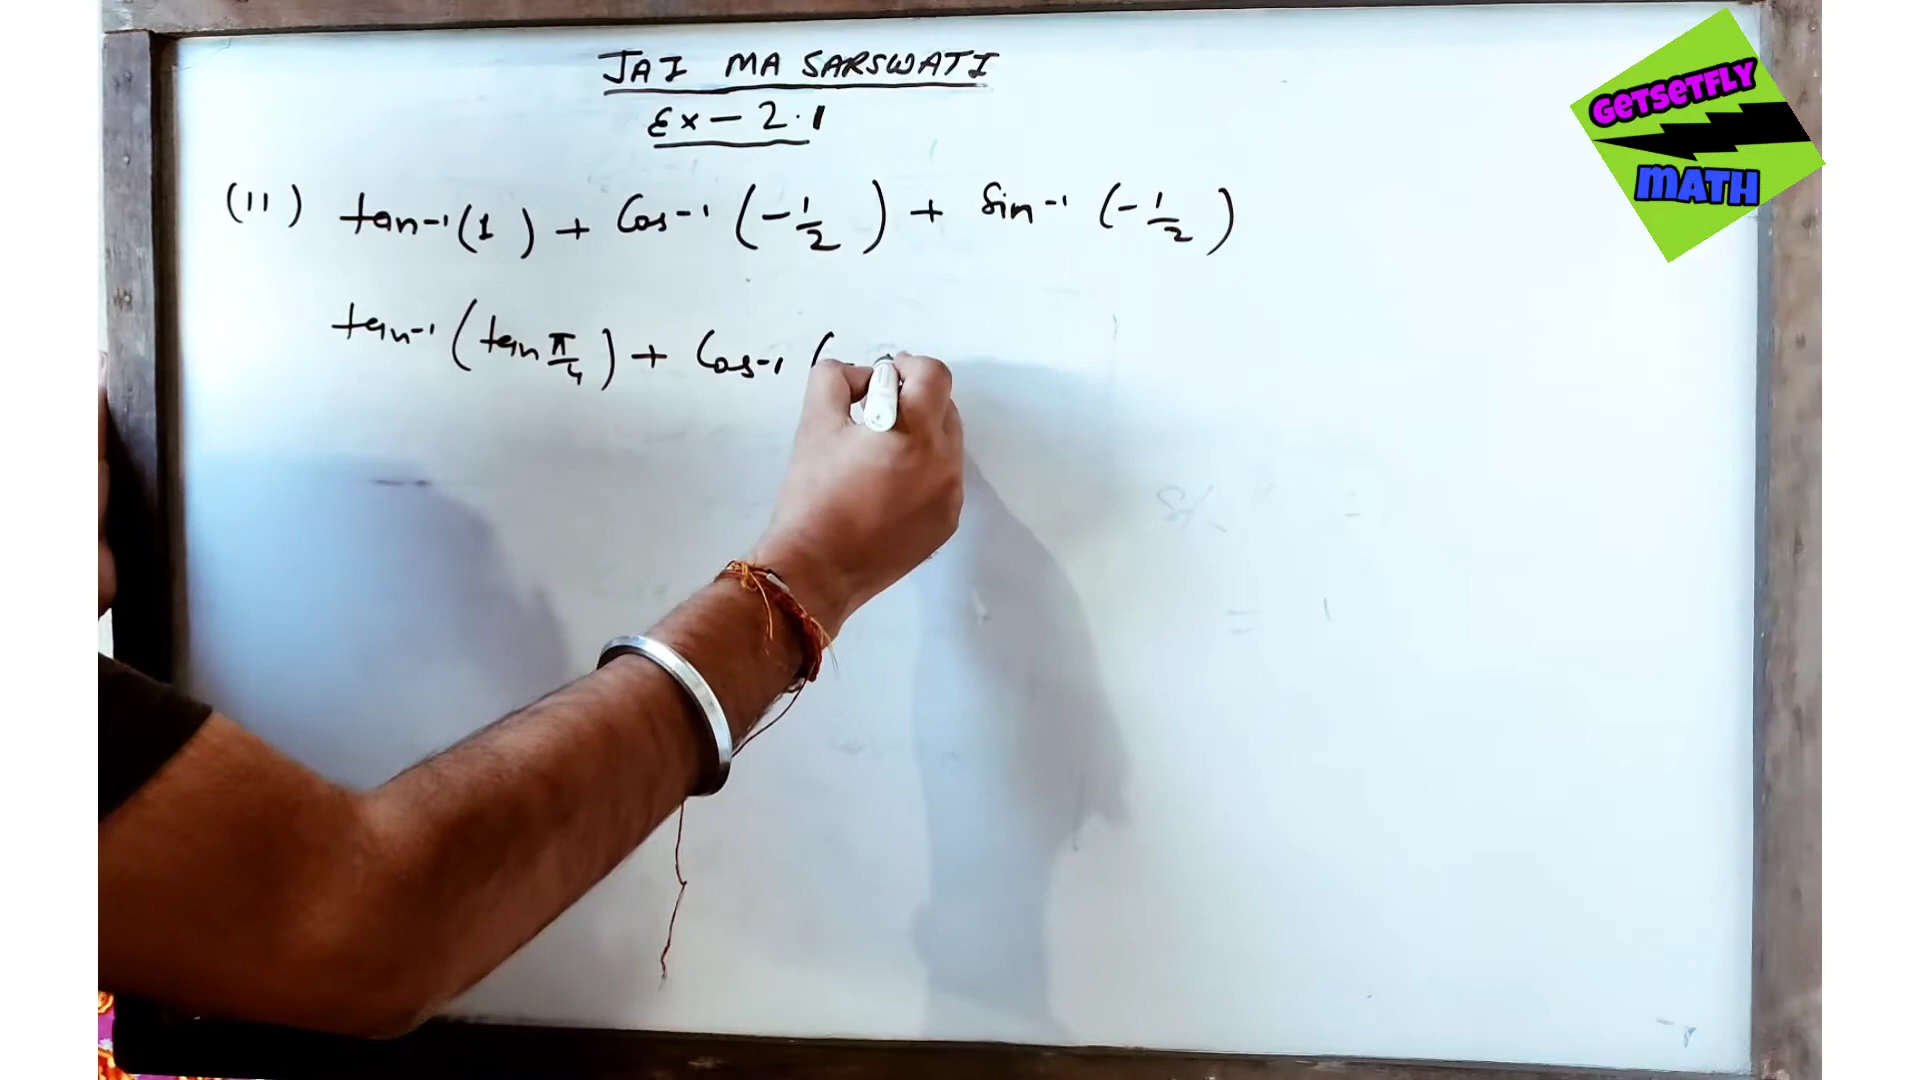 JAI MA SARSWATI
Ex - 2.1
(11) tan⁻¹(1) + Cos⁻¹(-1/2) + Sin⁻¹(-1/2)
tan⁻¹(tan π/4) + Cos⁻¹(-
GETSETFLY
MATH